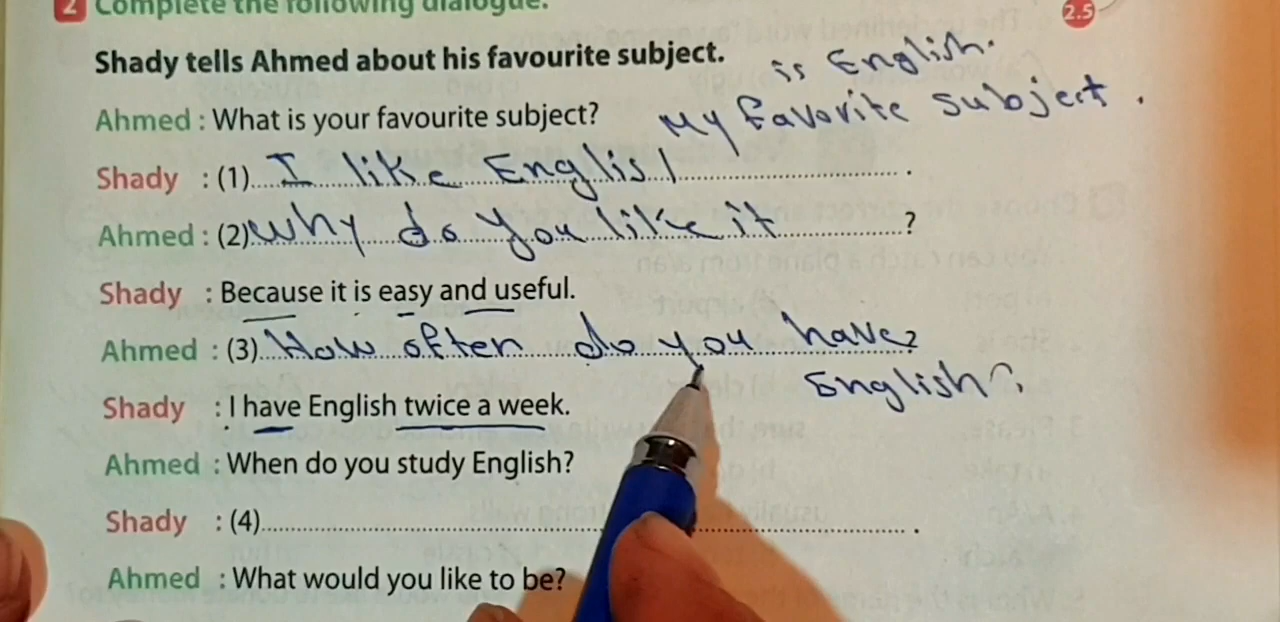 2 Complete the following dialogue.
2.5
Shady tells Ahmed about his favourite subject.
is English.
Ahmed : What is your favourite subject?
My favorite subject.
Shady : (1) I like Englis
Ahmed : (2) Why do you like it ?
Shady : Because it is easy and useful.
Ahmed : (3) How often do you have?
English?
Shady : I have English twice a week.
Ahmed : When do you study English?
Shady : (4) .
Ahmed : What would you like to be?